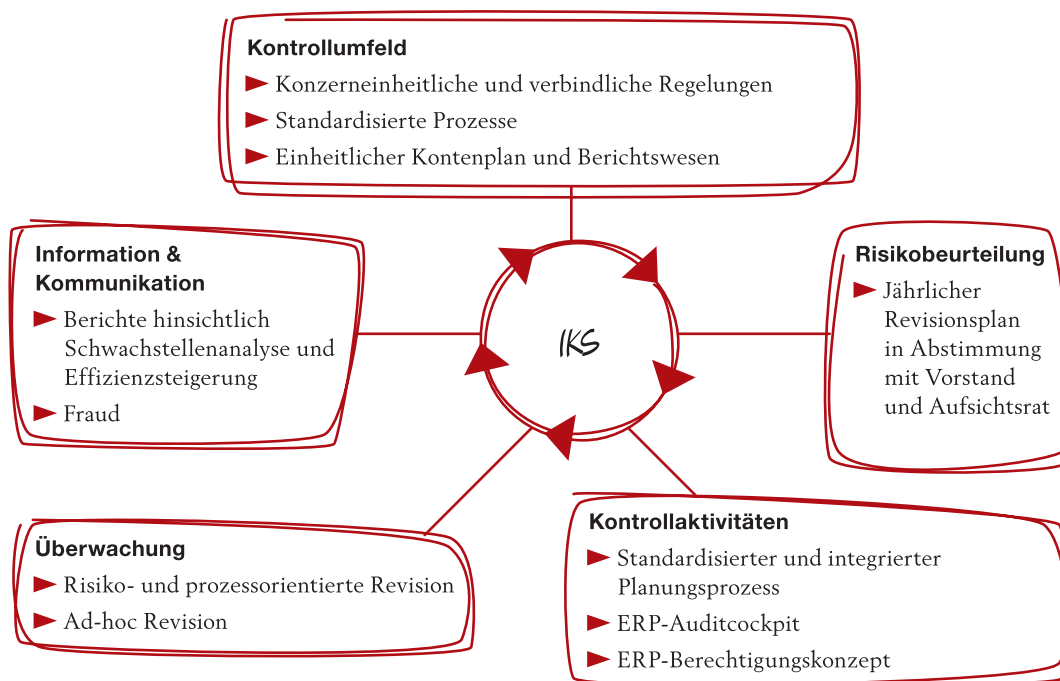 Kontrollumfeld
Konzerneinheitliche und verbindliche Regelungen
Standardisierte Prozesse
Einheitlicher Kontenplan und Berichtswesen
Information &
Kommunikation
Berichte hinsichtlich
Schwachstellenanalyse und
Effizienzsteigerung
Fraud
IKS
Risikobeurteilung
Jährlicher
Revisionsplan
in Abstimmung
mit Vorstand
und Aufsichtsrat
Überwachung
Risiko- und prozessorientierte Revision
Ad-hoc Revision
Kontrollaktivitäten
Standardisierter und integrierter
Planungsprozess
ERP-Auditcockpit
ERP-Berechtigungskonzept